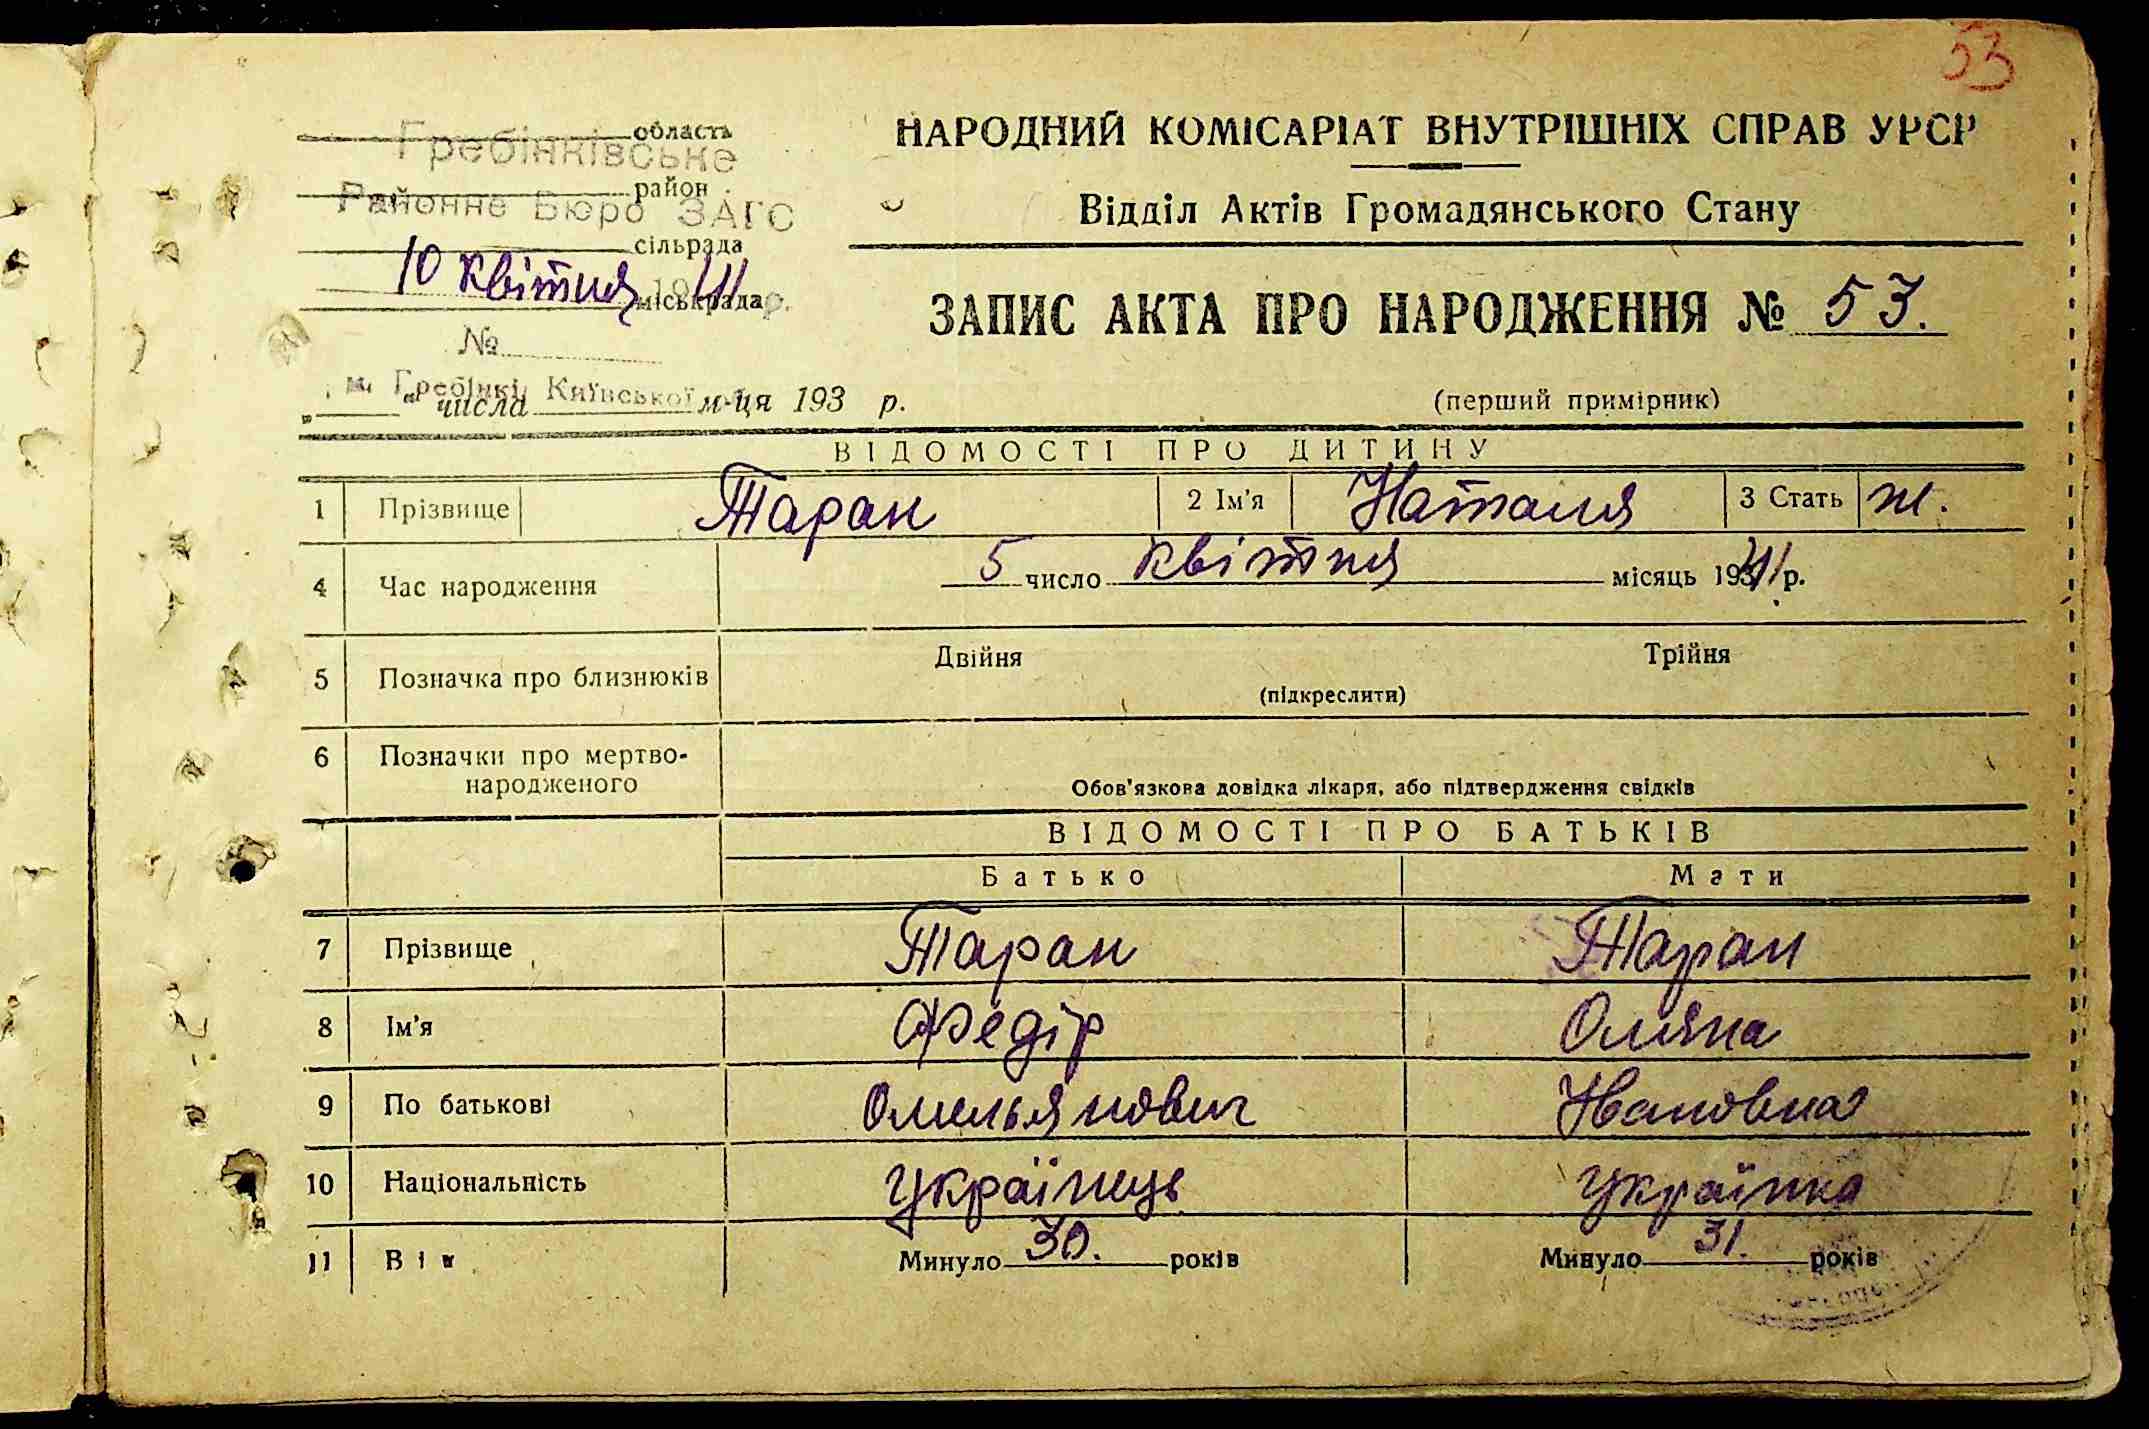 53
область
Гребінківське
район
Районне Бюро ЗАГС
сільрада
10 квітня 1941 р.
міськрада
№
м. Гребінки, Київської
„ “ числа м-ця 193 р.
НАРОДНИЙ КОМІСАРІАТ ВНУТРІШНІХ СПРАВ УРСР
Відділ Актів Громадянського Стану
ЗАПИС АКТА ПРО НАРОДЖЕННЯ № 53.
(перший примірник)
ВІДОМОСТІ ПРО ДИТИНУ
1 Прізвище Таран 2 Ім'я Наталя 3 Стать ж.
4 Час народження 5 число квітня місяць 1941 р.
5 Позначка про близнюків Двійня Трійня
(підкреслити)
6 Позначки про мертво-
народженого
Обов'язкова довідка лікаря, або підтвердження свідків
ВІДОМОСТІ ПРО БАТЬКІВ
Батько Мати
7 Прізвище Таран Таран
8 Ім'я Федір Оляна
9 По батькові Омельянович Івановна
10 Національність Українець Українка
11 Вік Минуло 30. років Минуло 31. років